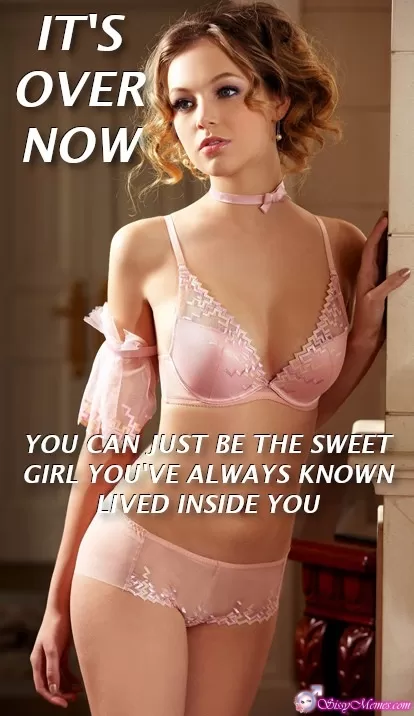 IT'S
OVER
NOW
YOU CAN JUST BE THE SWEET
GIRL YOU'VE ALWAYS KNOWN
LIVED INSIDE YOU
SissyMemes.com